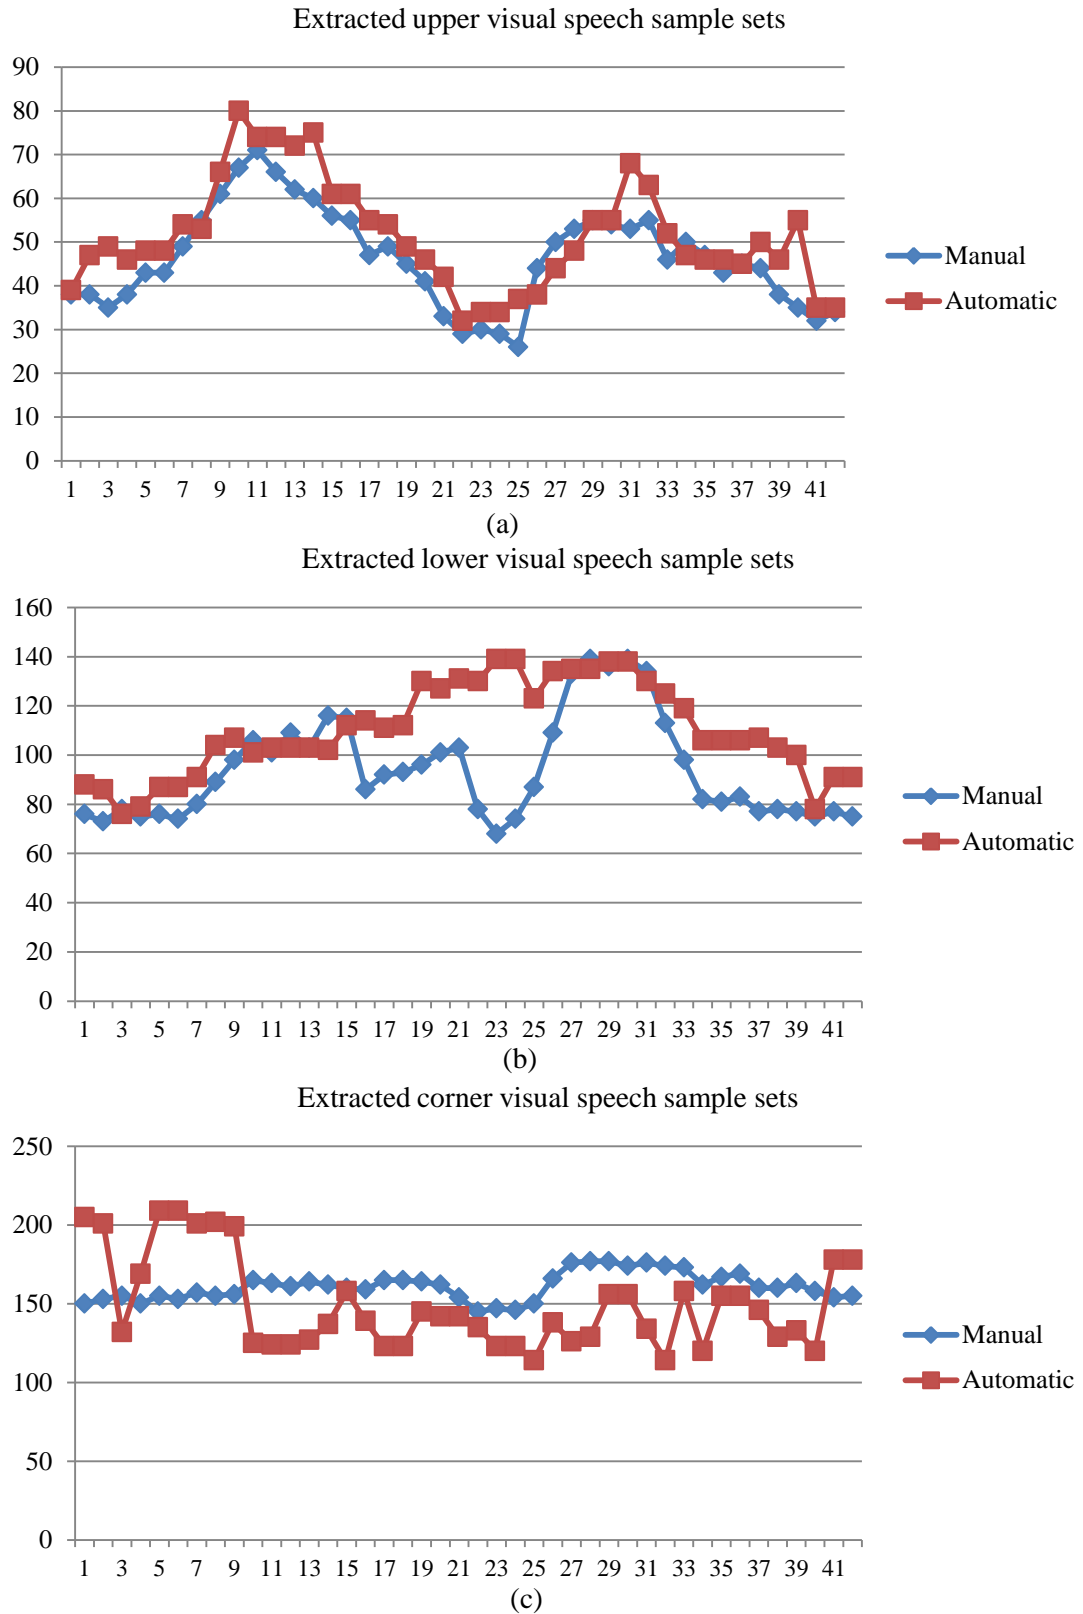 Extracted upper visual speech sample sets
90
80
70
60
50
40
30
20
10
0
1 3 5 7 9 11 13 15 17 19 21 23 25 27 29 31 33 35 37 39 41
Manual
Automatic
(a)
Extracted lower visual speech sample sets
160
140
120
100
80
60
40
20
0
1 3 5 7 9 11 13 15 17 19 21 23 25 27 29 31 33 35 37 39 41
Manual
Automatic
(b)
Extracted corner visual speech sample sets
250
200
150
100
50
0
1 3 5 7 9 11 13 15 17 19 21 23 25 27 29 31 33 35 37 39 41
Manual
Automatic
(c)